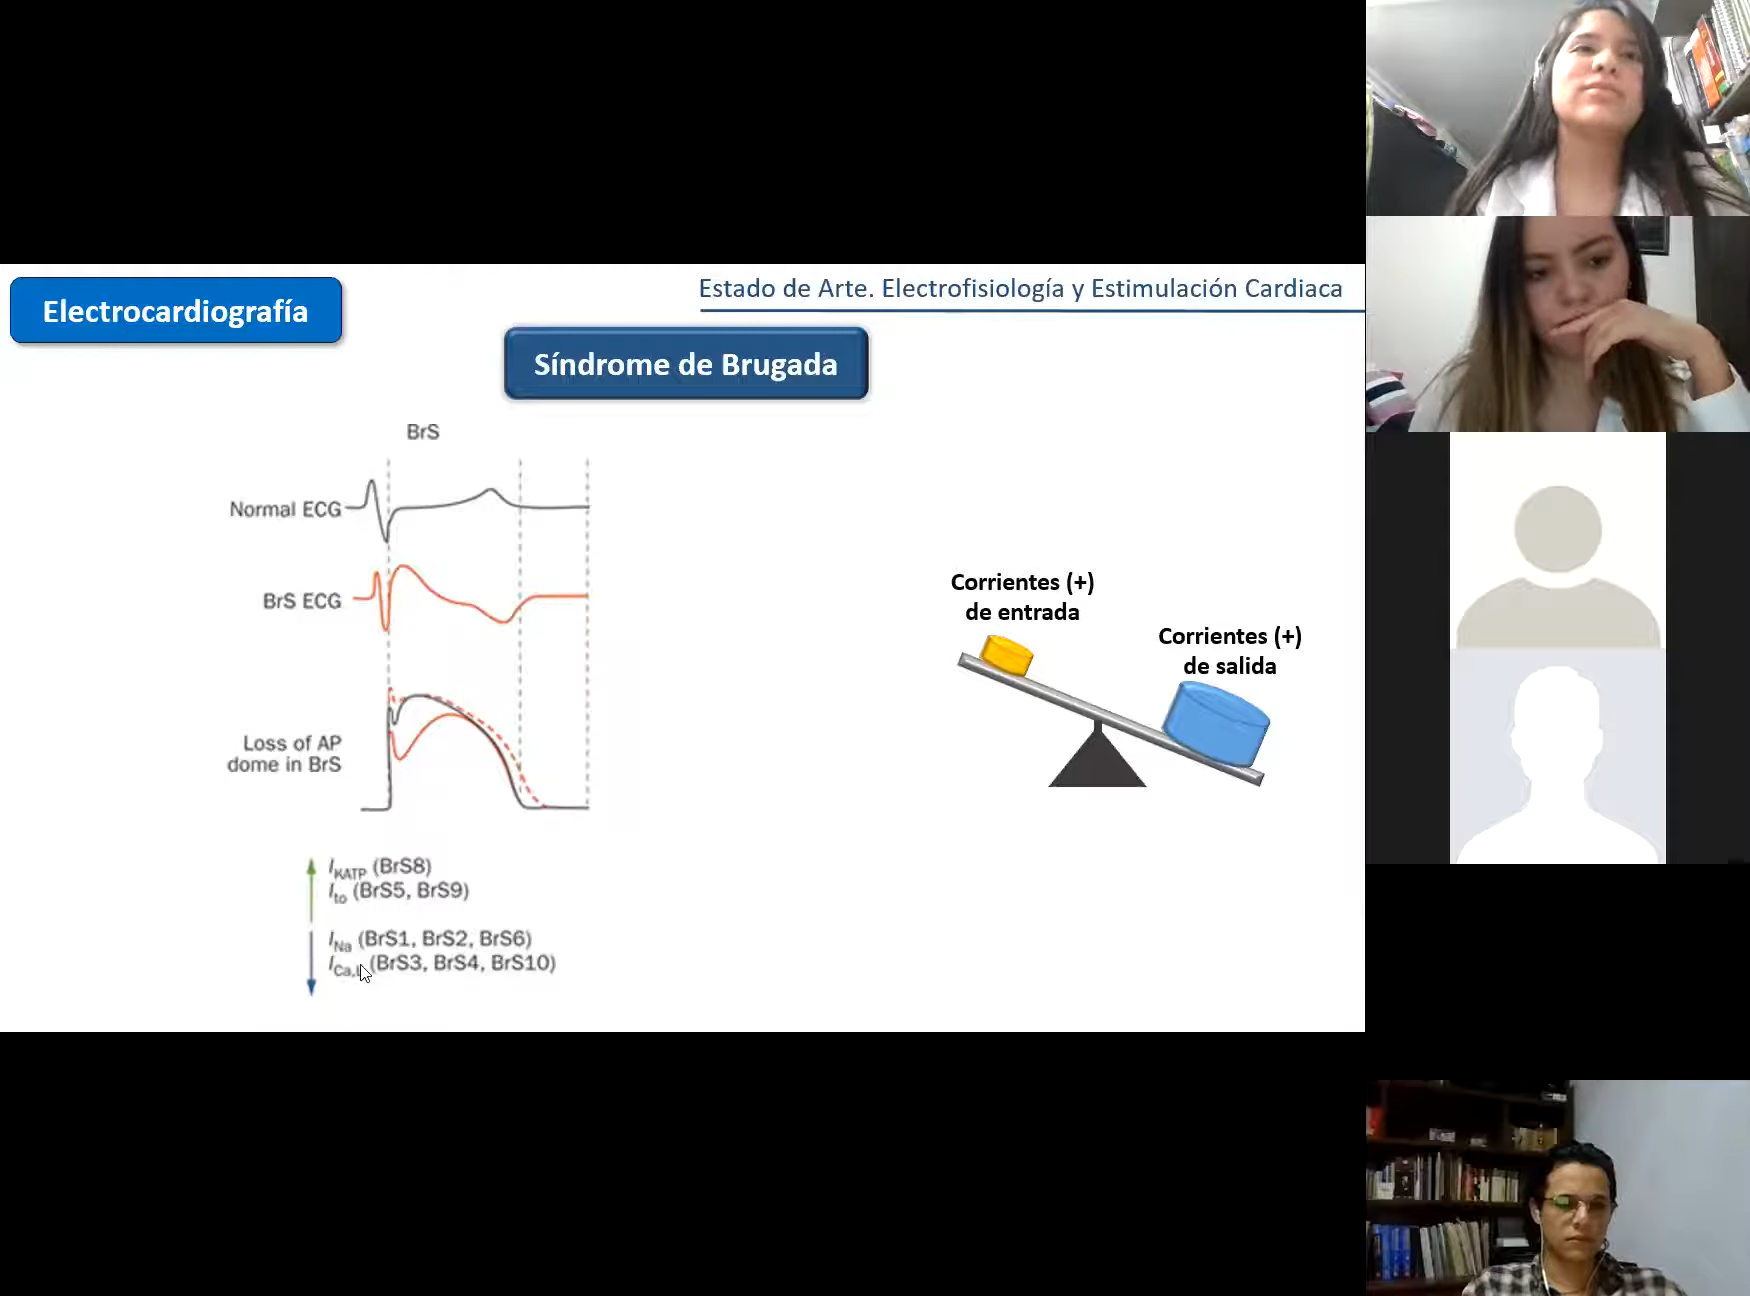 Electrocardiografía
Estado de Arte. Electrofisiología y Estimulación Cardiaca
Síndrome de Brugada
BrS
Normal ECG
BrS ECG
Loss of AP
dome in BrS
IKATP (BrS8)
Ito (BrS5, BrS9)
INa (BrS1, BrS2, BrS6)
ICa,L (BrS3, BrS4, BrS10)
Corrientes (+)
de entrada
Corrientes (+)
de salida